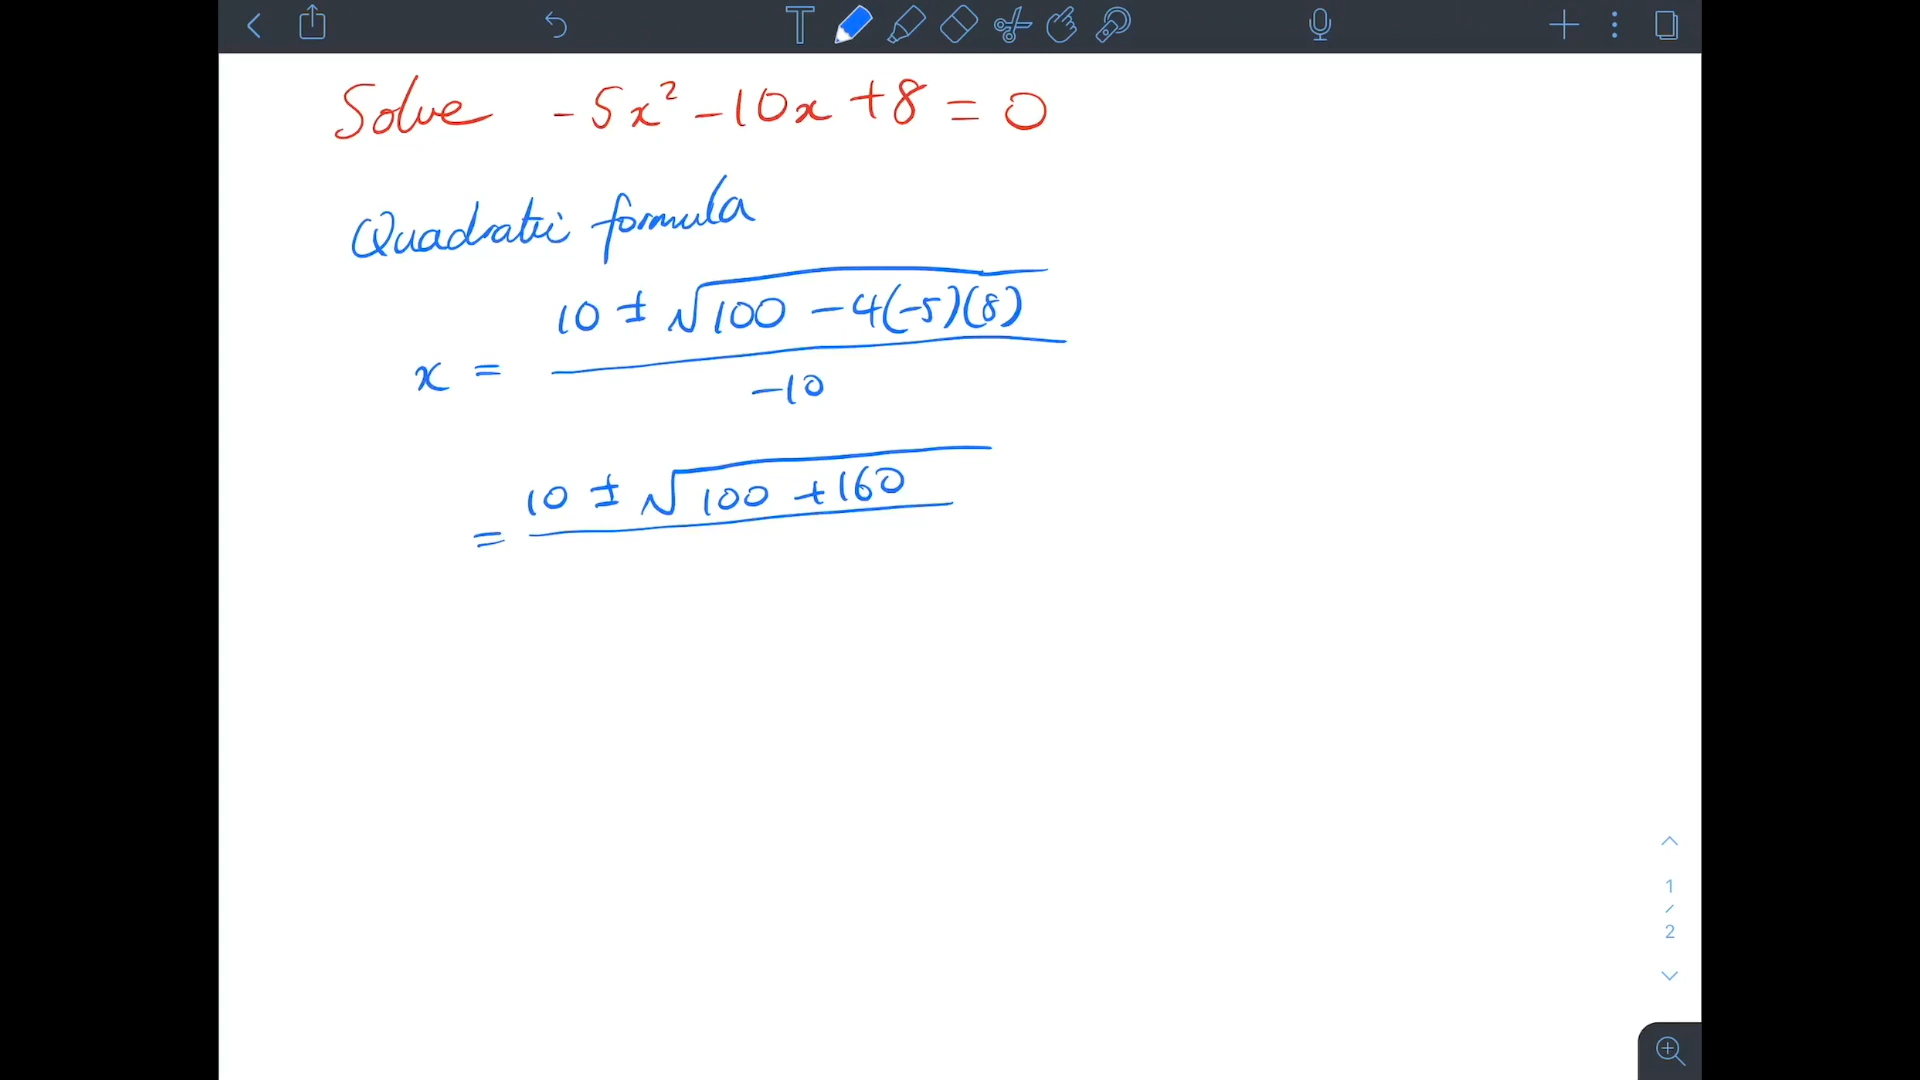 Solve -5x² -10x +8 = 0
Quadratic formula
x = (10 ± √(100 -4(-5)(8))) / -10
= 10 ± √(100 +160)
1
/
2